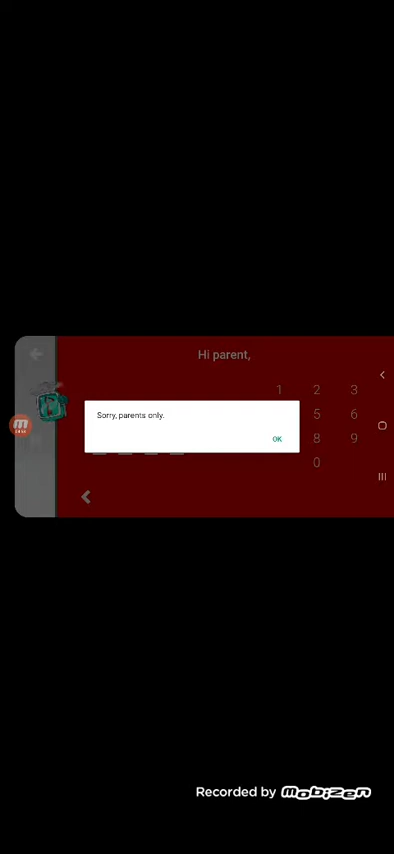 Hi parent,
1 2 3
Sorry, parents only.
5 6
OK
8 9
0
Recorded by Mobizen